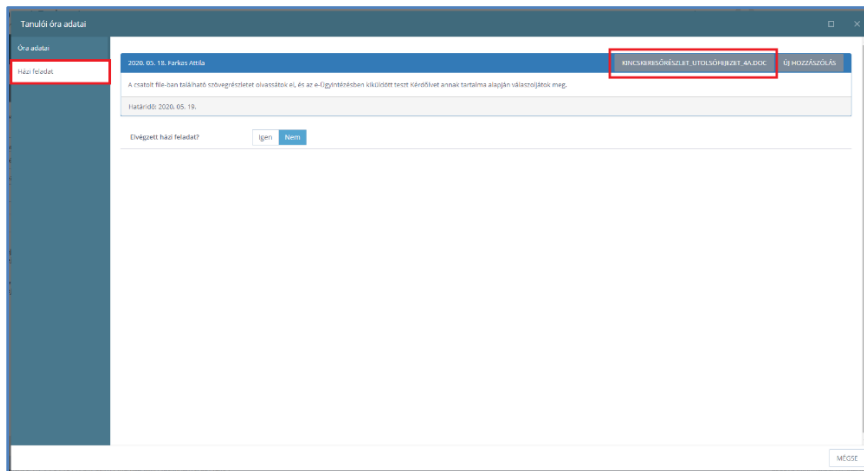 Tanulói óra adatai
Óra adatai
Házi feladat
2020. 05. 18. Farkas Attila
KINCSKERESŐRÉSZLET_UTOLSÓFEJEZET_4A.DOC
ÚJ HOZZÁSZÓLÁS
A csatolt file-ban található szövegrészletet olvassátok el, és az e-Ügyintézésben kiküldött teszt Kérdőívet annak tartalma alapján válaszoljátok meg.
Határidő: 2020. 05. 19.
Elvégzett házi feladat?
Igen
Nem
MÉGSE